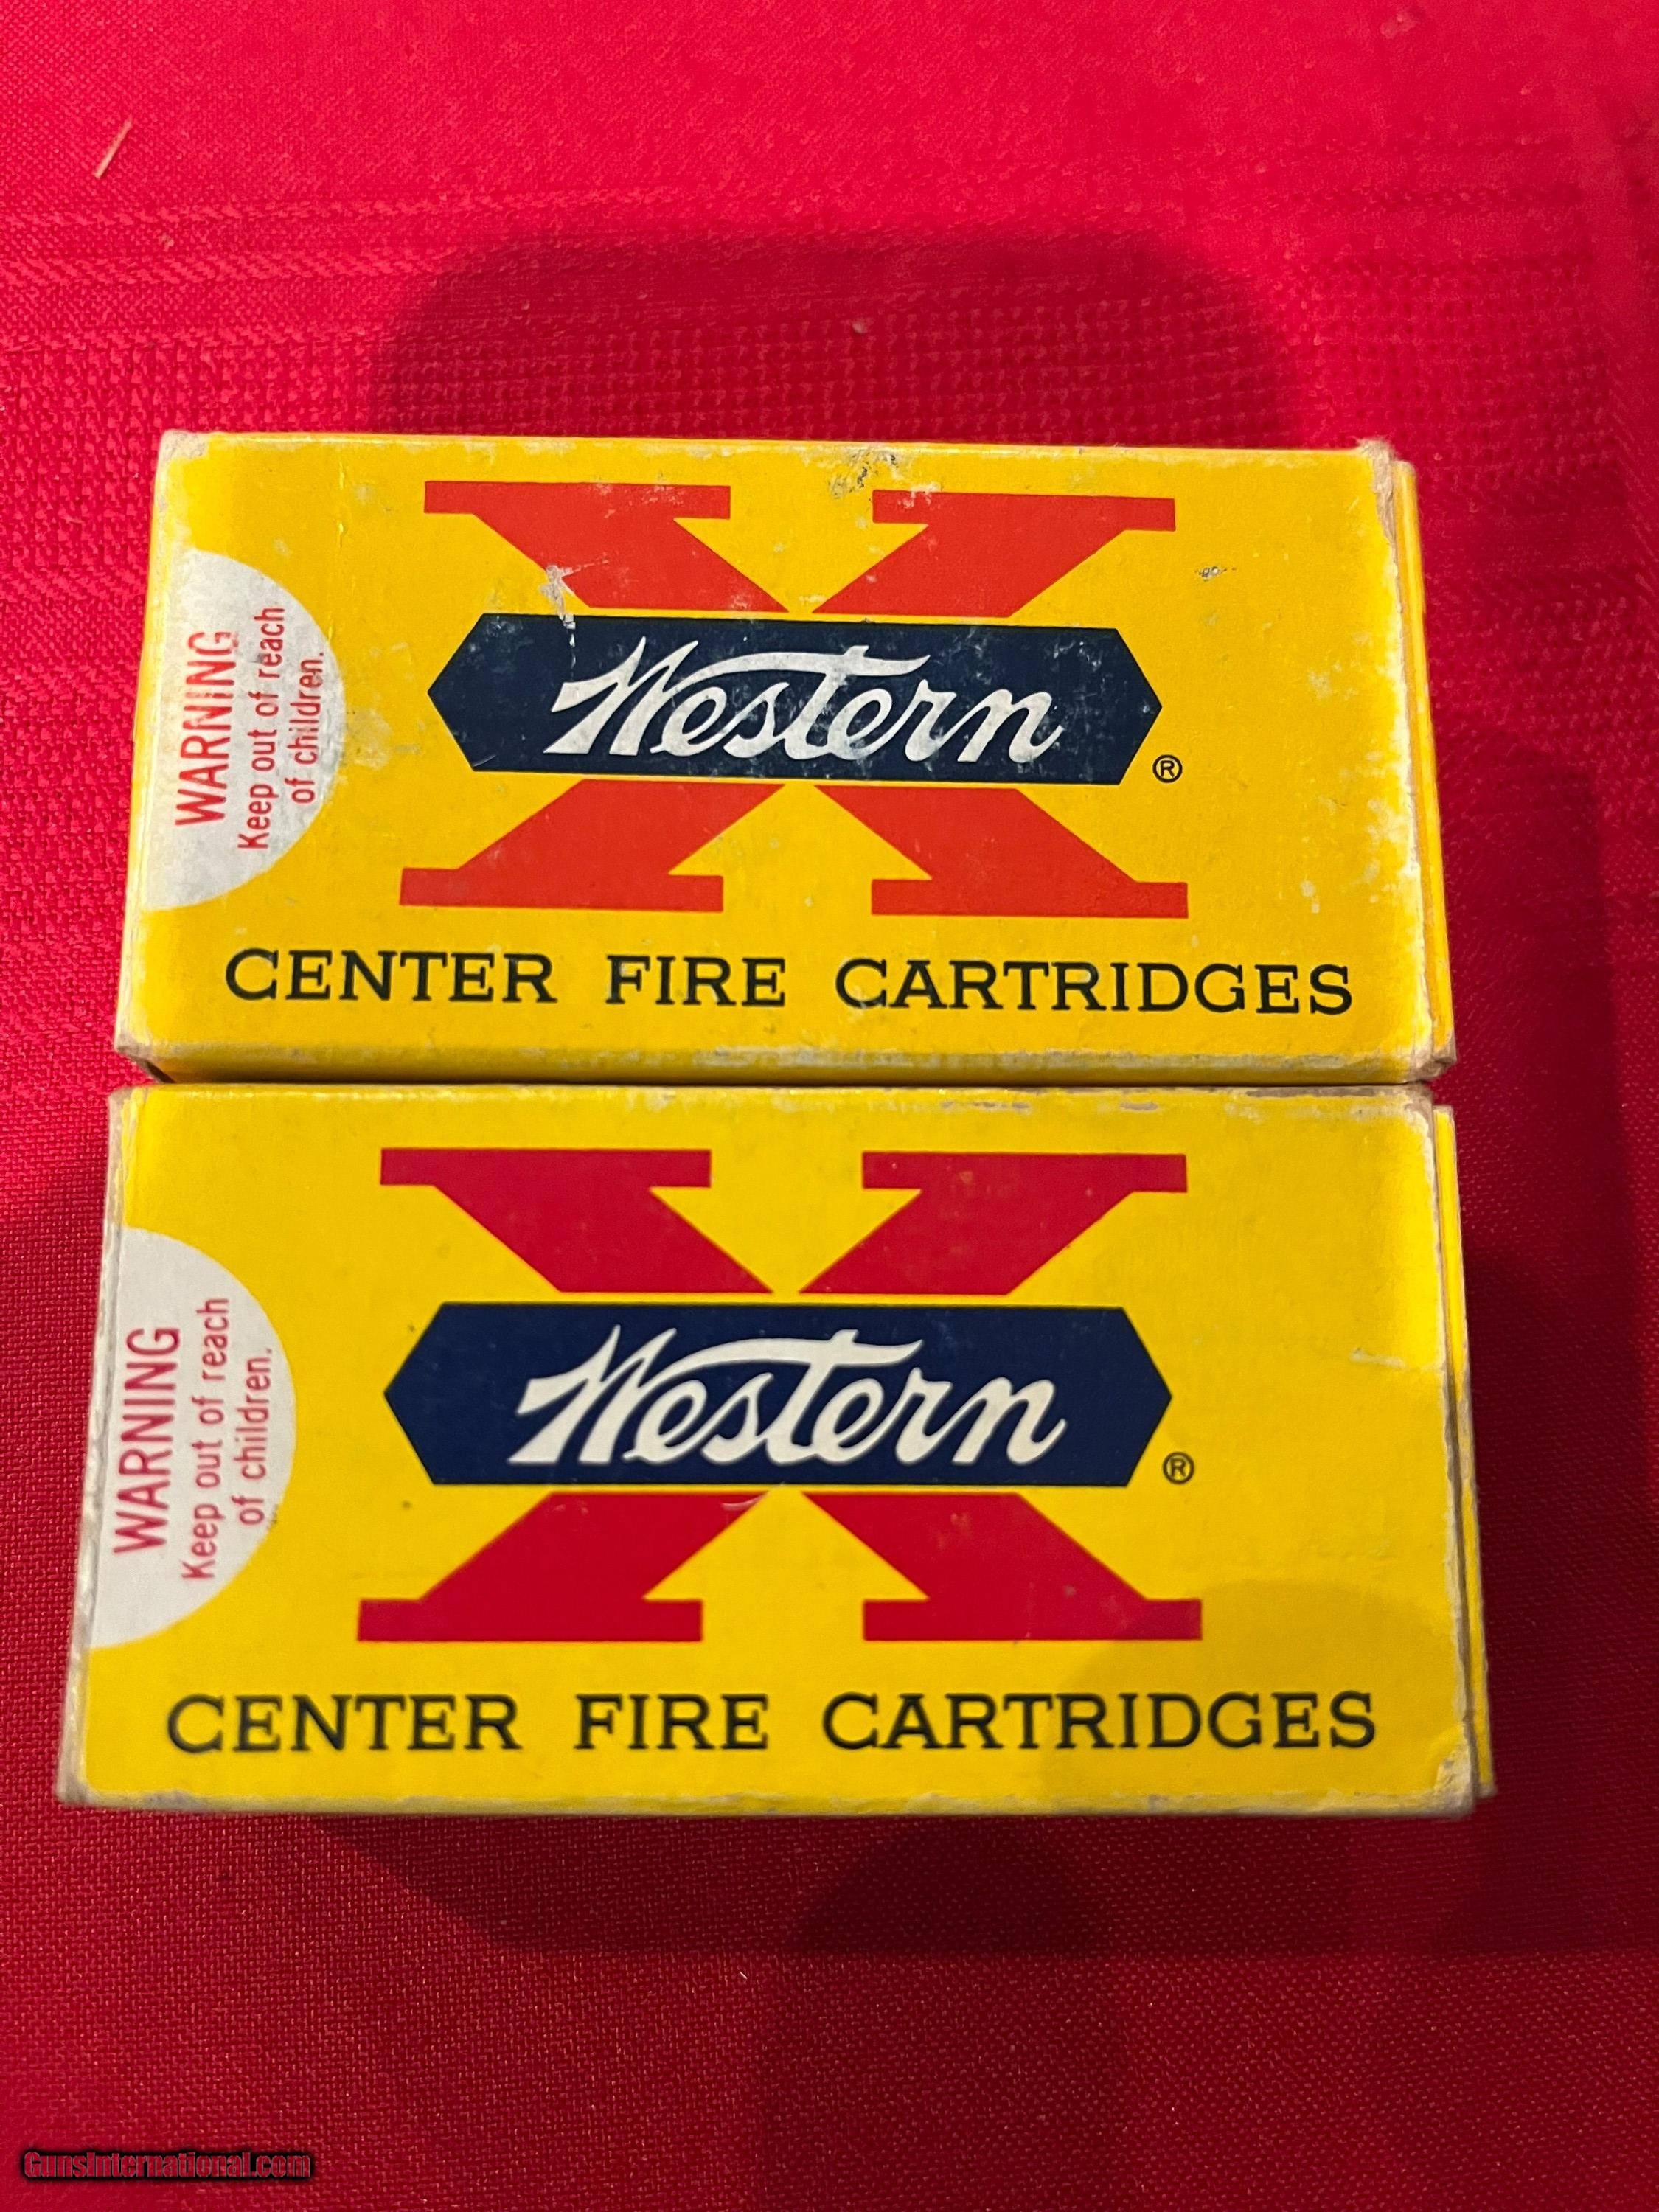 X
WARNING
Keep out of reach
of children.
Western
®
CENTER FIRE CARTRIDGES
X
WARNING
Keep out of reach
of children.
Western
®
CENTER FIRE CARTRIDGES
GunsInternational.com